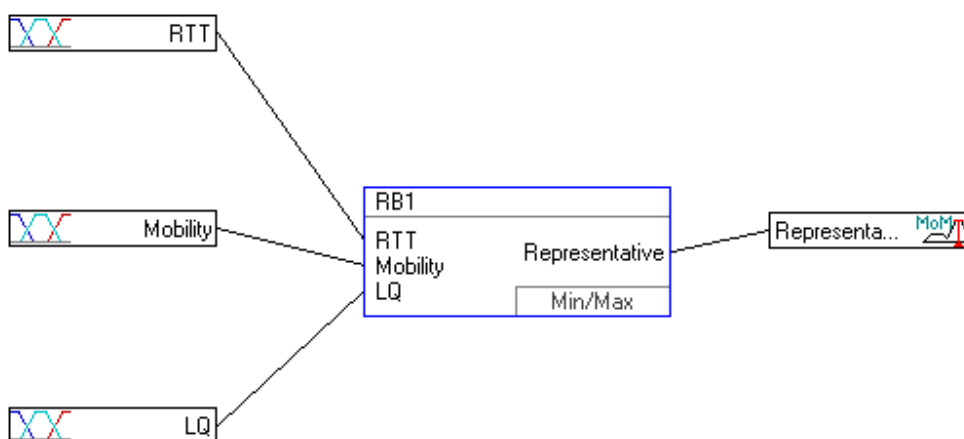 RTT
RB1
RTT
Mobility
Mobility
Representative
LQ
Min/Max
Representa...
MoM
LQ